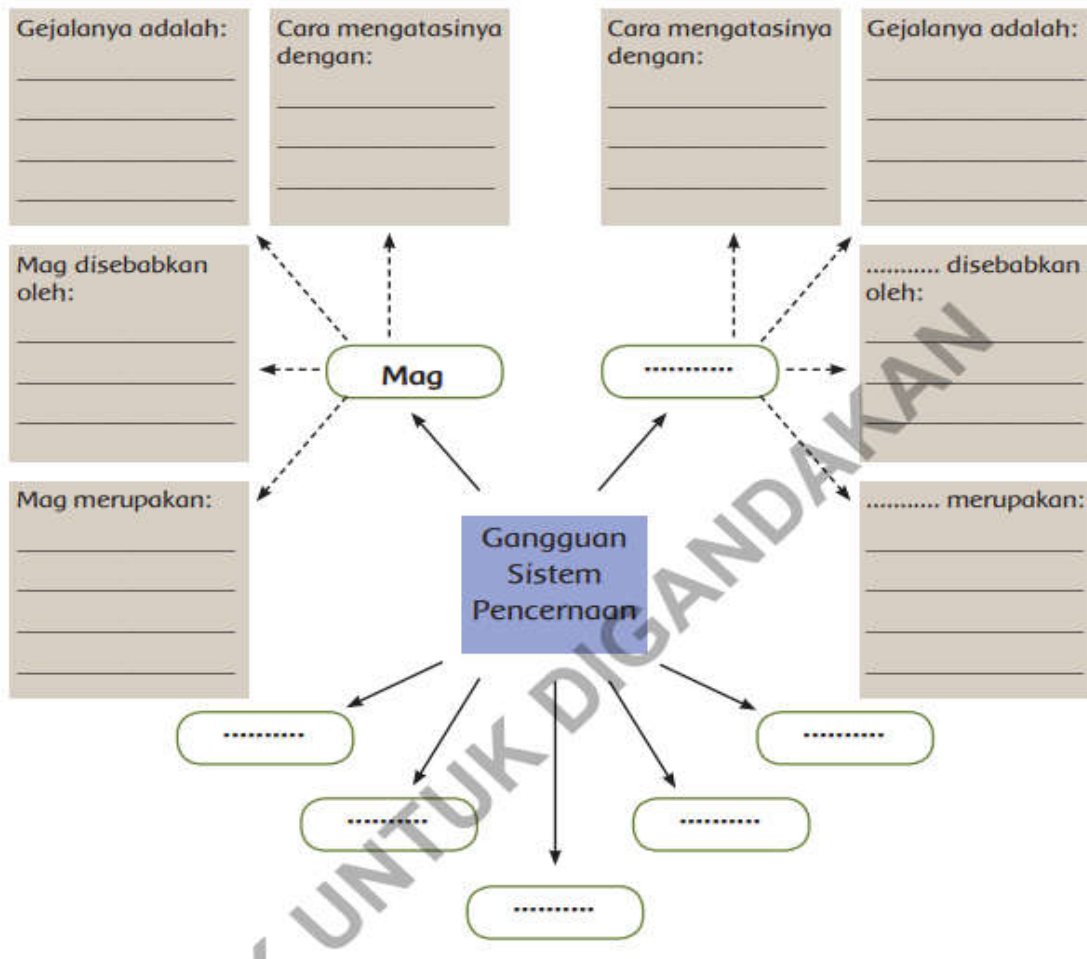 Gejalanya adalah:
Cara mengatasinya
dengan:
Cara mengatasinya
dengan:
Gejalanya adalah:
Mag disebabkan
oleh:
Mag
...........
........... disebabkan
oleh:
Mag merupakan:
Gangguan
Sistem
Pencernaan
........... merupakan:
..........
..........
..........
..........
..........
UNTUK DIGANDAKAN